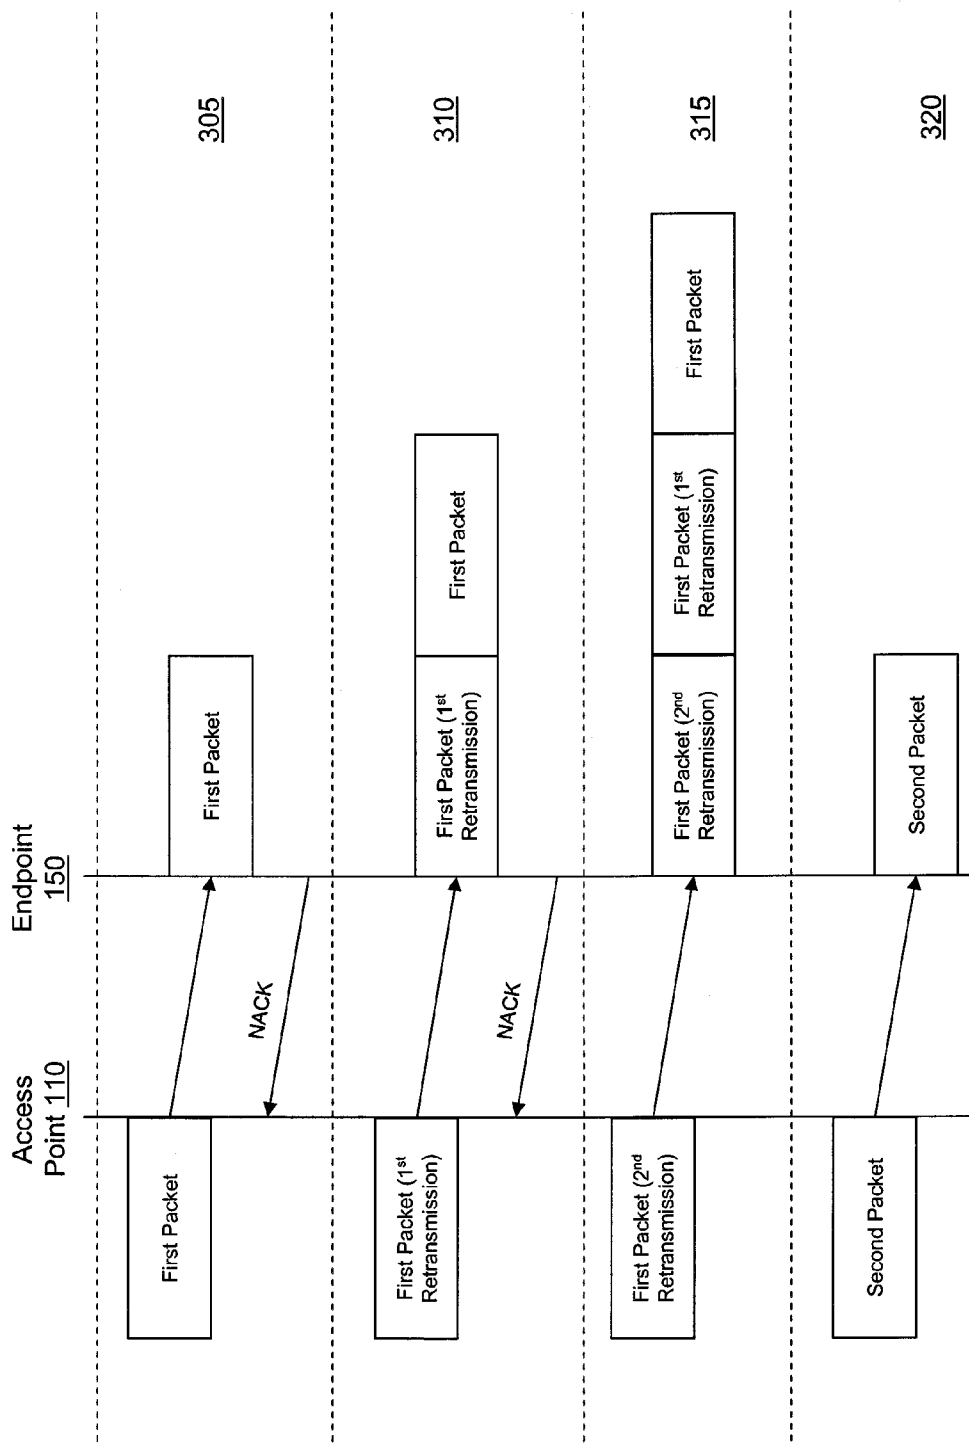 Access
Point 110
Endpoint
150
First Packet
First Packet
NACK
305
First Packet (1st
Retransmission)
First Packet (1st
Retransmission)
First Packet
NACK
310
First Packet (2nd
Retransmission)
First Packet (2nd
Retransmission)
First Packet (1st
Retransmission)
First Packet
315
Second Packet
Second Packet
320